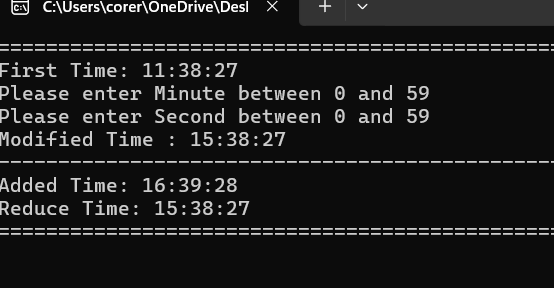 C:\Users\corer\OneDrive\Desl
==============================================
First Time: 11:38:27
Please enter Minute between 0 and 59
Please enter Second between 0 and 59
Modified Time : 15:38:27
----------------------------------------------
Added Time: 16:39:28
Reduce Time: 15:38:27
==============================================